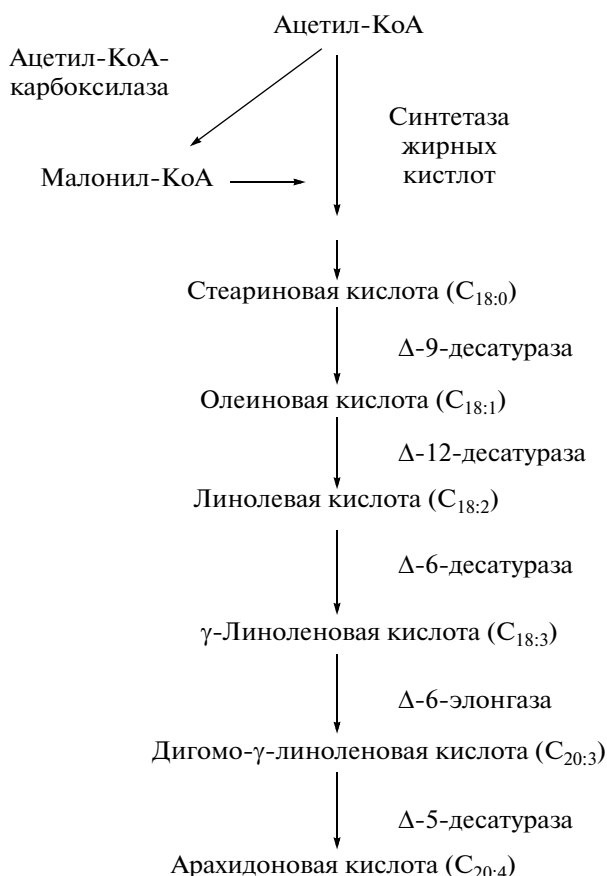 Ацетил-КоА
Ацетил-КоА-
карбоксилаза
Синтетаза
жирных
кистлот
Малонил-КоА
Стеариновая кислота (C18:0)
Δ-9-десатураза
Олеиновая кислота (C18:1)
Δ-12-десатураза
Линолевая кислота (C18:2)
Δ-6-десатураза
γ-Линоленовая кислота (C18:3)
Δ-6-элонгаза
Дигомо-γ-линоленовая кислота (C20:3)
Δ-5-десатураза
Арахидоновая кислота (C20:4)